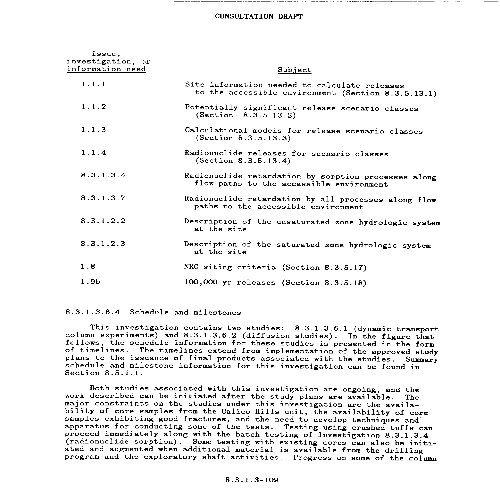 CONSULTATION DRAFT
Issue,
investigation, or
information need Subject
1.1.1 Site information needed to calculate releases
to the accessible environment (Section 8.3.5.13.1)
1.1.2 Potentially significant release scenario classes
(Section 8.3.5.13.2)
1.1.3 Calculational models for release scenario classes
(Section 8.3.5.13.3)
1.1.4 Radionuclide releases for scenario classes
(Section 8.3.5.13.4)
8.3.1.3.4 Radionuclide retardation by sorption processes along
flow paths to the accessible environment
8.3.1.3.7 Radionuclide retardation by all processes along flow
paths to the accessible environment
8.3.1.2.2 Description of the unsaturated zone hydrologic system
at the site
8.3.1.2.3 Description of the saturated zone hydrologic system
at the site
1.8 NRC siting criteria (Section 8.3.5.17)
1.9b 100,000 yr releases (Section 8.3.5.18)
8.3.1.3.6.4 Schedule and milestones
This investigation contains two studies: 8.3.1.3.6.1 (dynamic transport
column experiments) and 8.3.1.3.6.2 (diffusion studies). In the figure that
follows, the schedule information for these studies is presented in the form
of timelines. The timelines extend from implementation of the approved study
plans to the issuance of final products associated with the studies. Summary
schedule and milestone information for this investigation can be found in
Section 8.5.1.1.
Both studies associated with this investigation are ongoing, and the
work described can be initiated after the study plans are available. The
major constraints on the studies under this investigation are the availa-
bility of core samples from the Calico Hills unit, the availability of core
samples exhibiting good fractures, and the need to develop techniques and
apparatus for conducting some of the tests. Testing using crushed tuffs can
proceed immediately along with the batch testing of Investigation 8.3.1.3.4
(radionuclide sorption). Some testing with existing cores can also be initi-
ated and augmented when additional material is available from the drilling
program and the exploratory shaft activities. Progress on some of the column
8.3.1.3-109